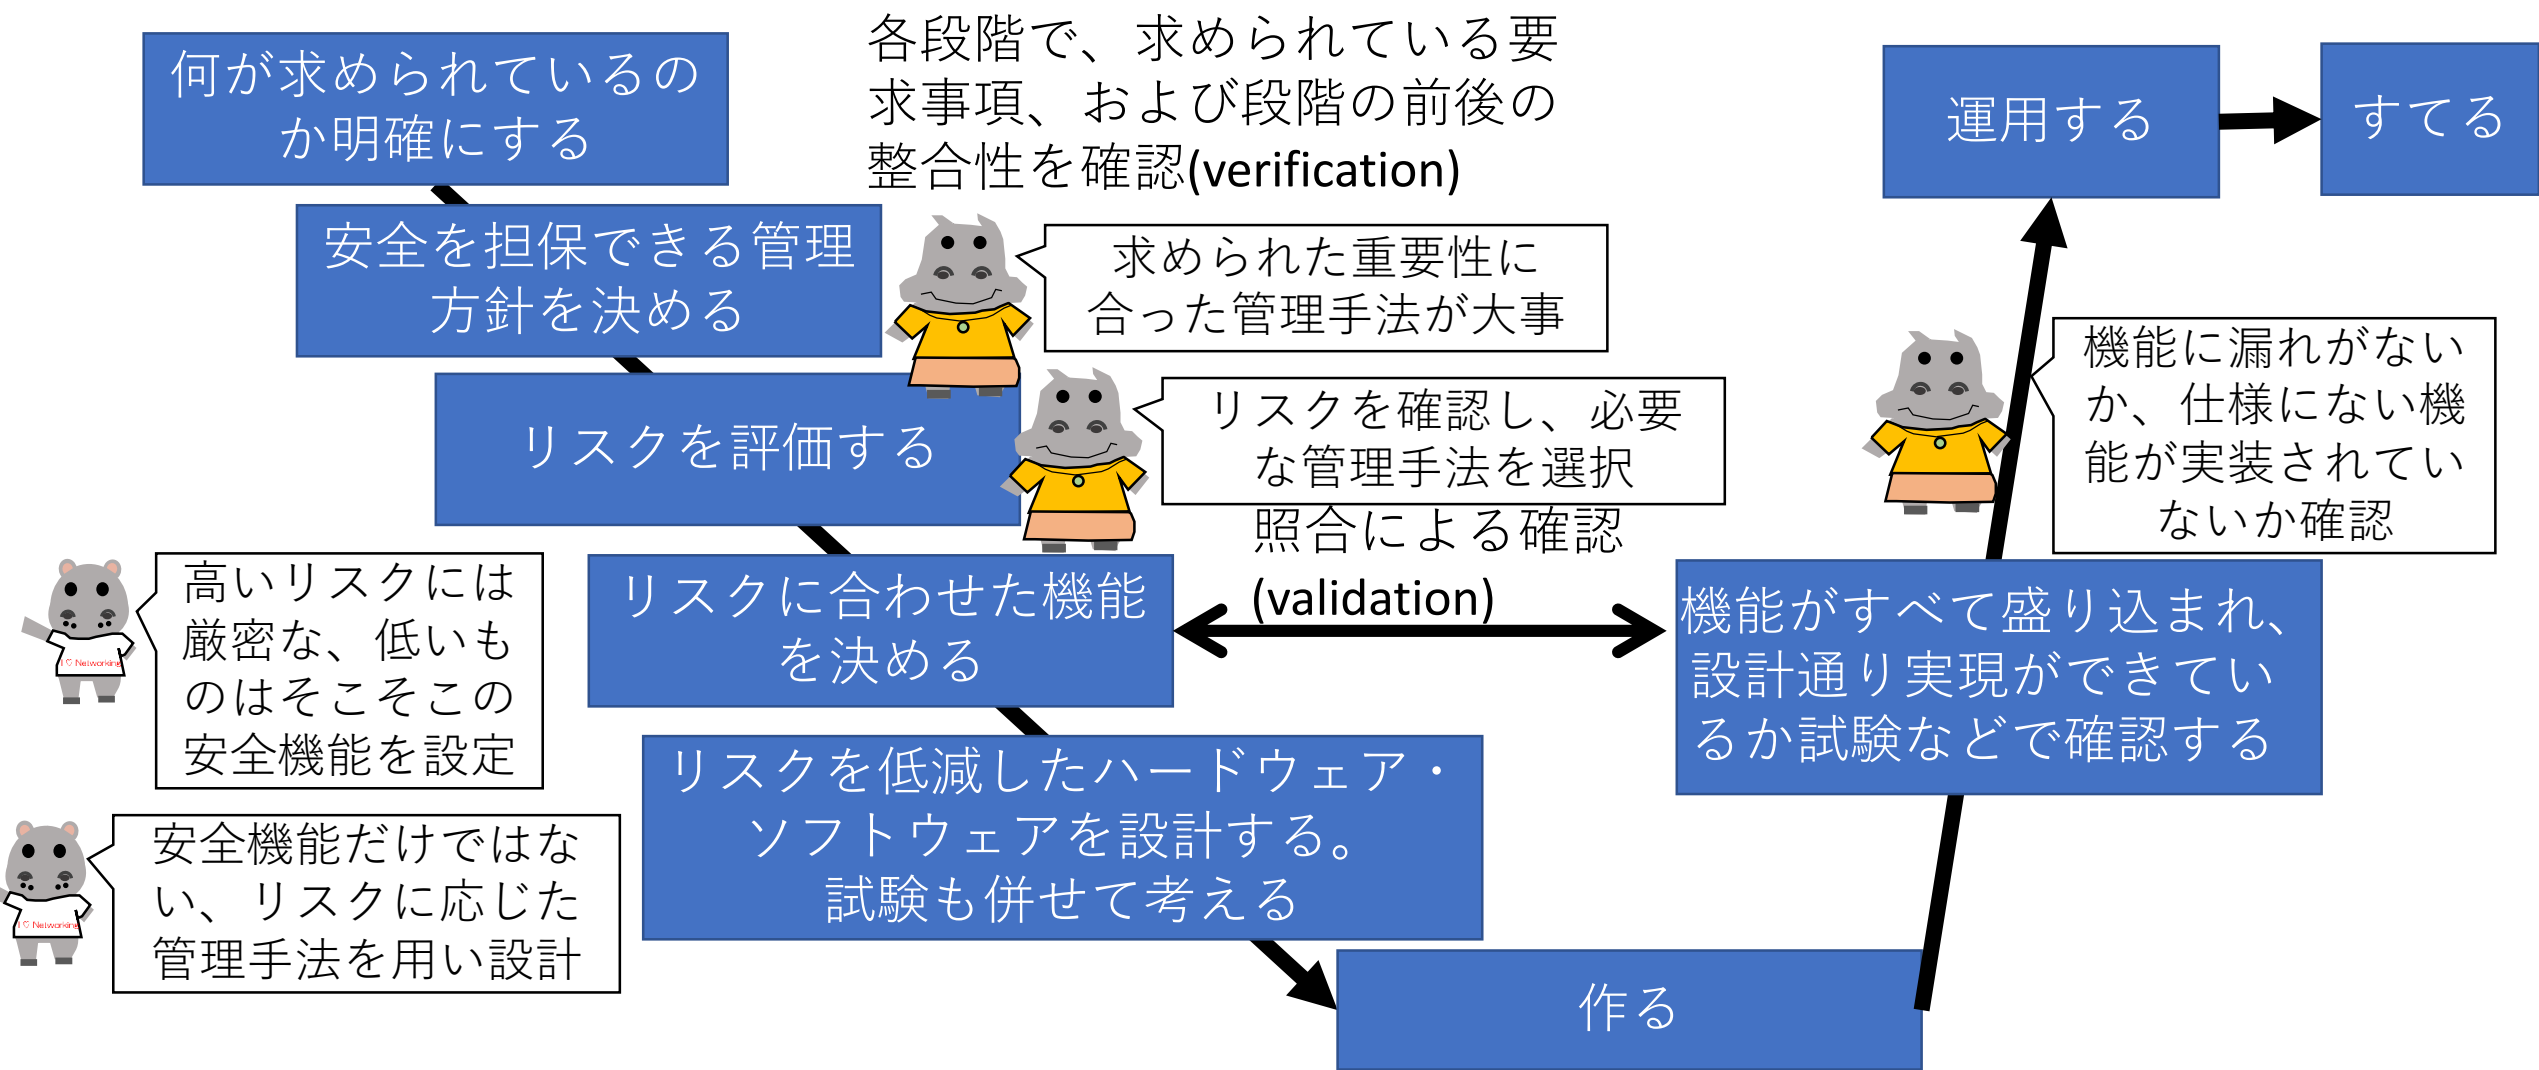 何が求められているの
か明確にする
各段階で、求められている要
求事項、および段階の前後の
整合性を確認(verification)
運用する
すてる
安全を担保できる管理
方針を決める
求められた重要性に
合った管理手法が大事
リスクを評価する
リスクを確認し、必要
な管理手法を選択
機能に漏れがない
か、仕様にない機
能が実装されてい
ないか確認
照合による確認
(validation)
高いリスクには
厳密な、低いも
のはそこそこの
安全機能を設定
I ♡ Networking
リスクに合わせた機能
を決める
機能がすべて盛り込まれ、
設計通り実現ができてい
るか試験などで確認する
リスクを低減したハードウェア・
ソフトウェアを設計する。
試験も併せて考える
安全機能だけではな
い、リスクに応じた
管理手法を用い設計
I ♡ Networking
作る